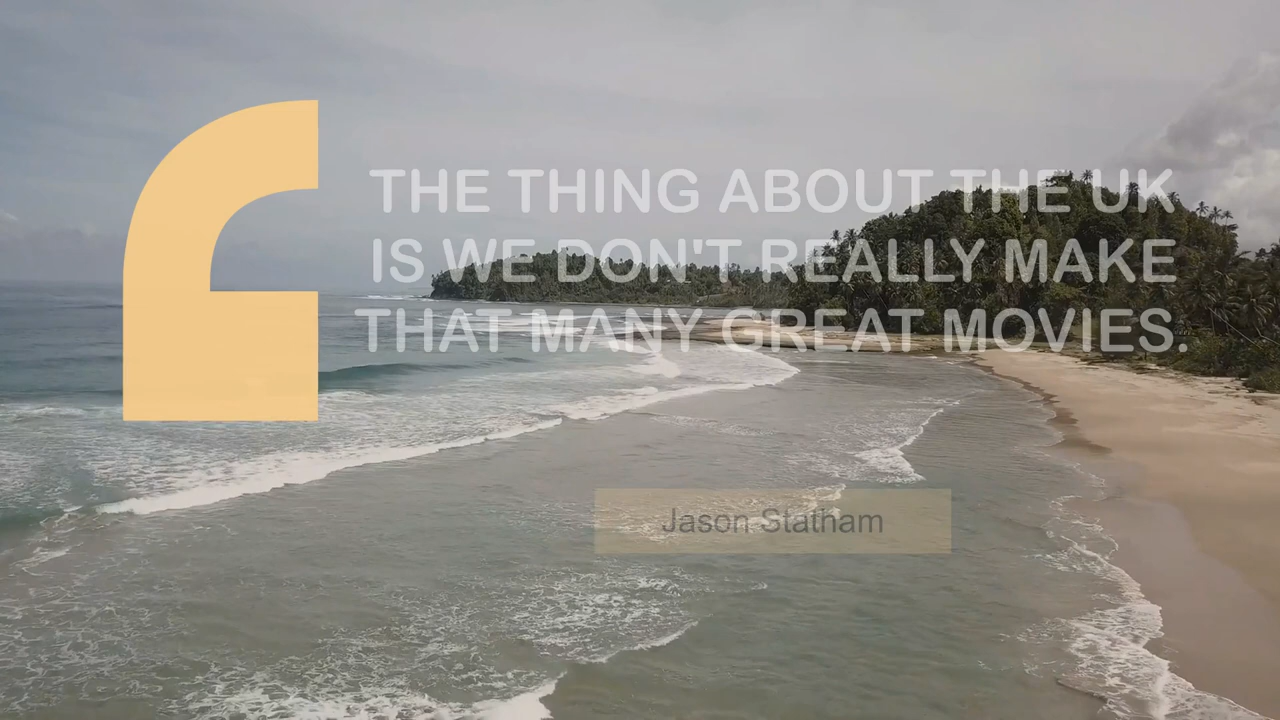 THE THING ABOUT THE UK
IS WE DON'T REALLY MAKE
THAT MANY GREAT MOVIES.
Jason Statham